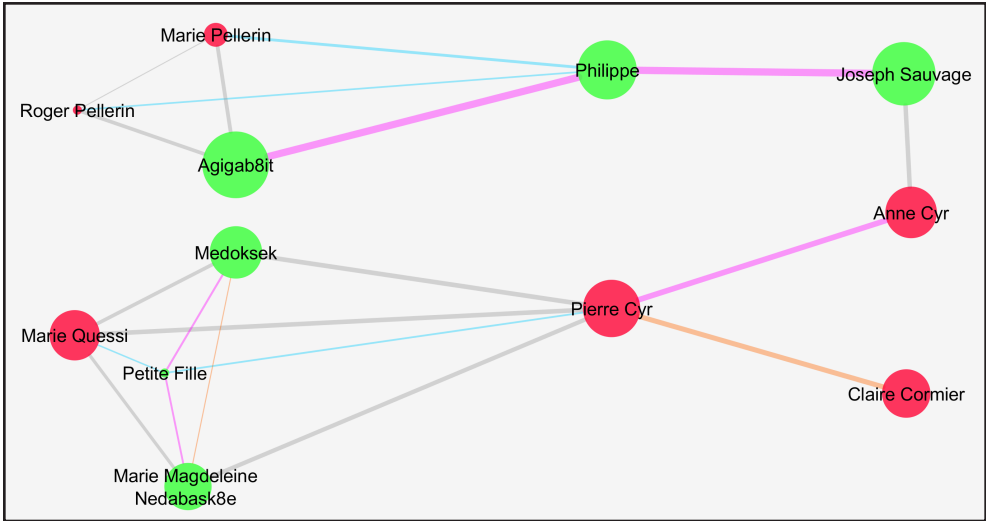 Marie Pellerin
Philippe
Joseph Sauvage
Roger Pellerin
Agigab8it
Anne Cyr
Medoksek
Pierre Cyr
Marie Quessi
Petite Fille
Claire Cormier
Marie Magdeleine
Nedabask8e